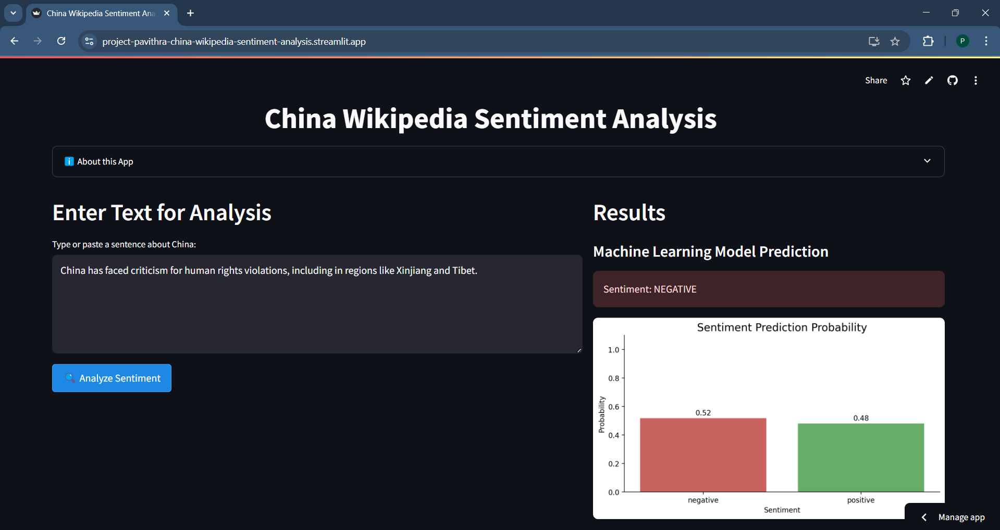 China Wikipedia Sentiment Ana
project-pavithra-china-wikipedia-sentiment-analysis.streamlit.app
P
Share
China Wikipedia Sentiment Analysis
i About this App
Enter Text for Analysis
Type or paste a sentence about China:
China has faced criticism for human rights violations, including in regions like Xinjiang and Tibet.
Analyze Sentiment
Results
Machine Learning Model Prediction
Sentiment: NEGATIVE
Sentiment Prediction Probability
1.0
0.8
0.6
0.4
0.2
0.0
Probability
0.52
0.48
negative
positive
Sentiment
Manage app